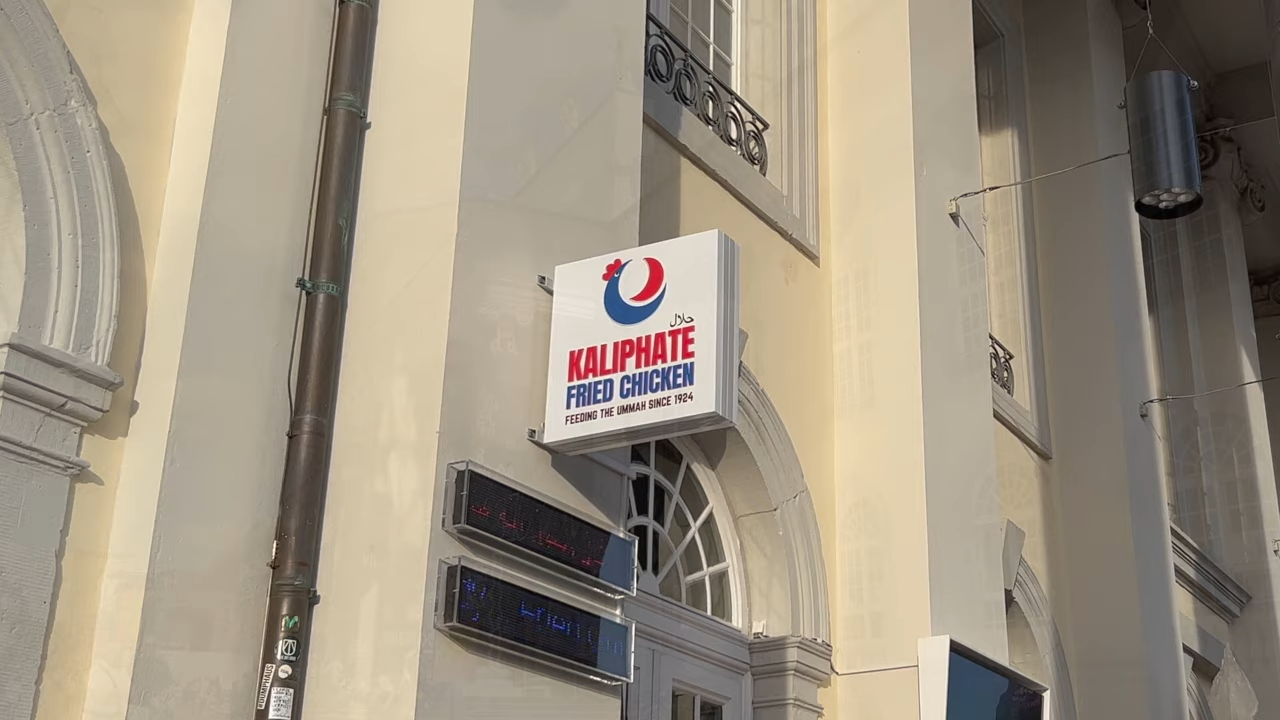 حلال
KALIPHATE
FRIED CHICKEN
FEEDING THE UMMAH SINCE 1924